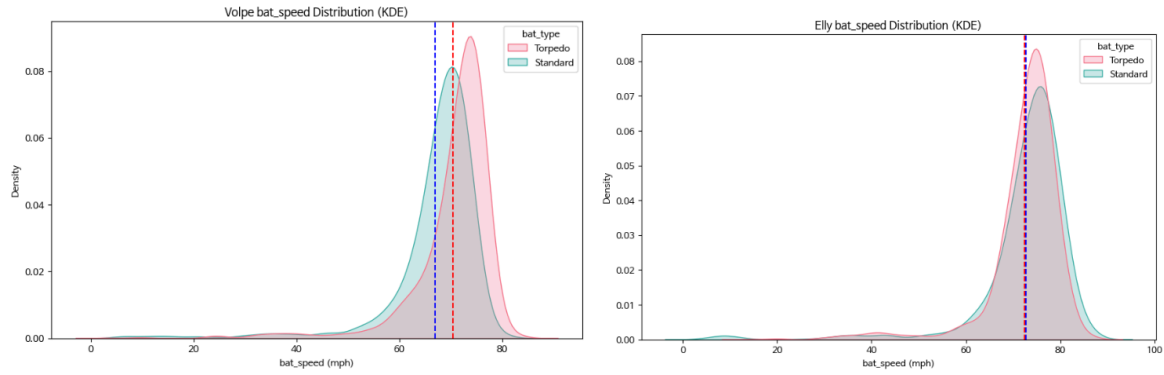 Volpe bat_speed Distribution (KDE)
bat_type
Torpedo
Standard
Density
0.08
0.06
0.04
0.02
0.00
0
20
40
60
80
bat_speed (mph)
Elly bat_speed Distribution (KDE)
bat_type
Torpedo
Standard
Density
0.08
0.07
0.06
0.05
0.04
0.03
0.02
0.01
0.00
0
20
40
60
80
100
bat_speed (mph)